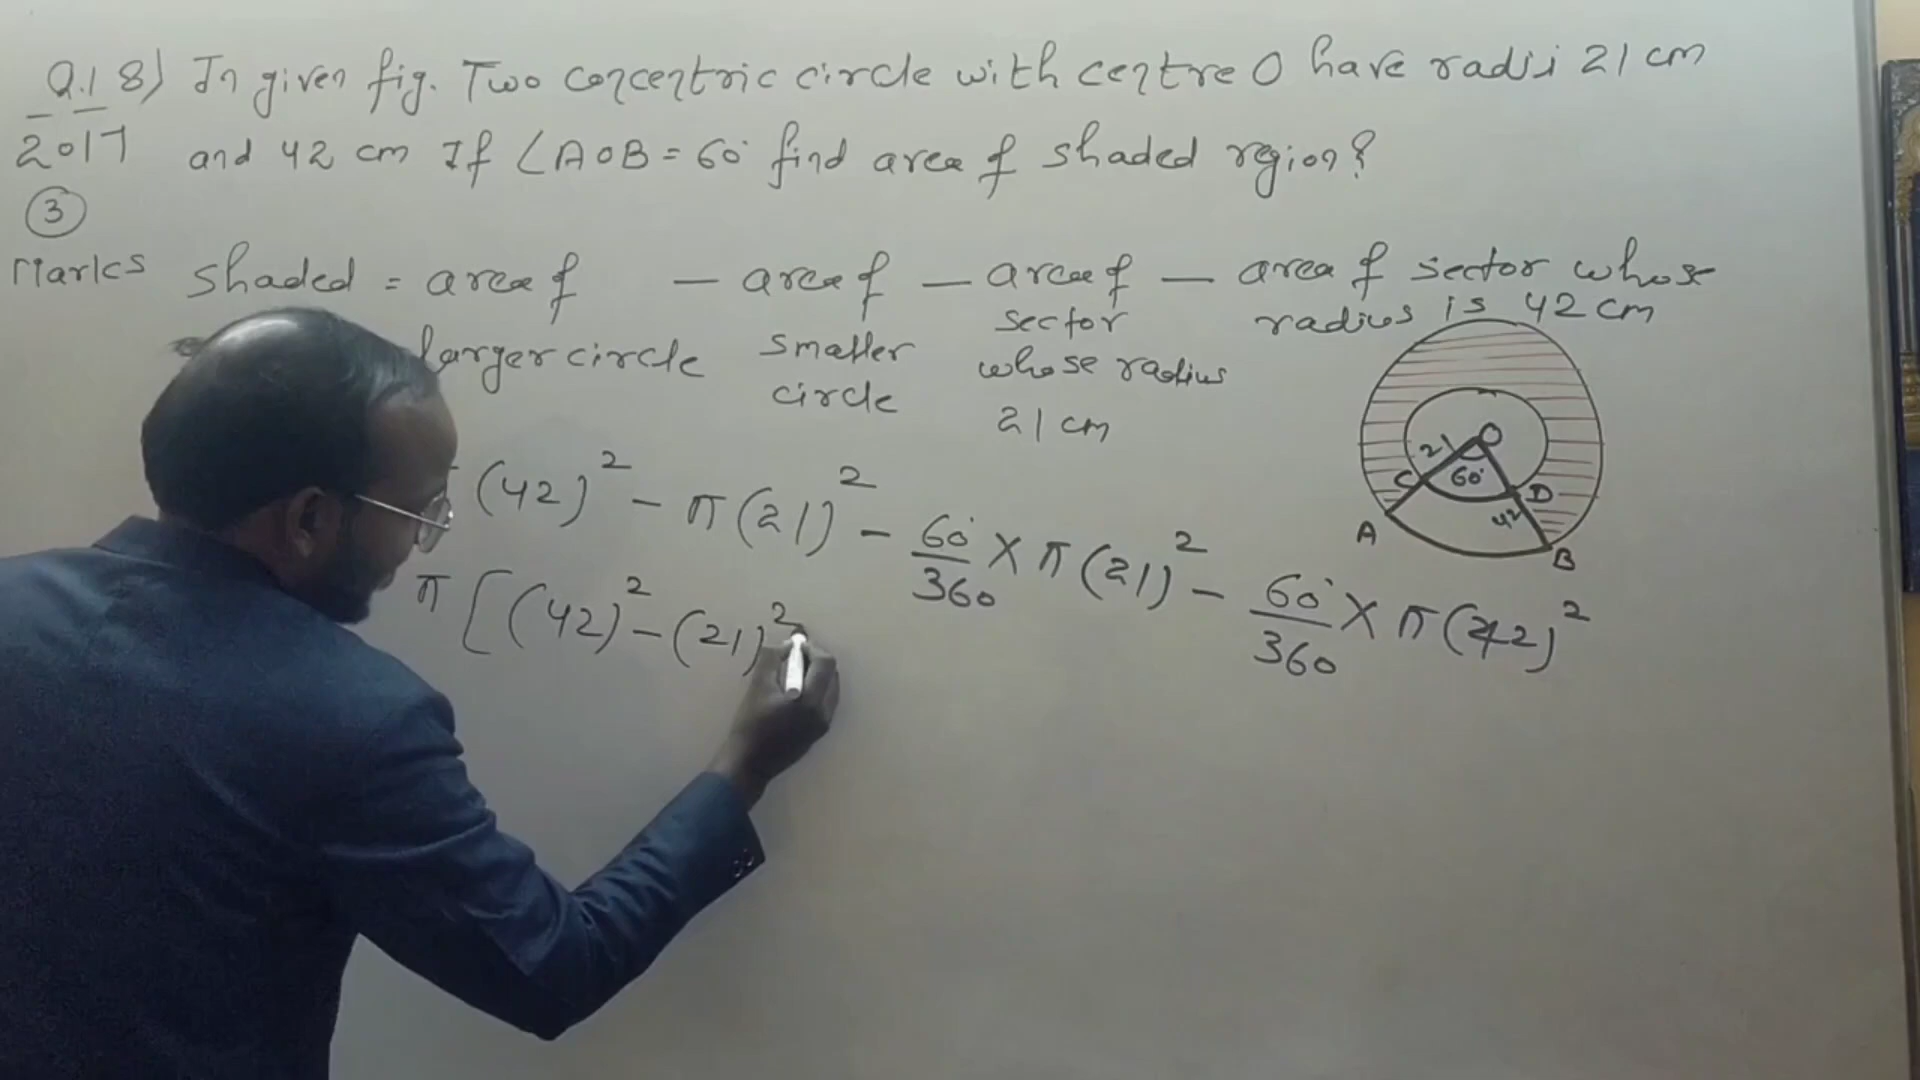 Q.18) In given fig. Two concentric circle with centre O have radii 21 cm
2017 and 42 cm If ∠AOB = 60° find area of shaded region?
3
Marks
shaded = area of larger circle − area of smaller circle − area of sector whose radius 21 cm − area of sector whose radius is 42 cm
(42)² − π(21)² − 60°/360 × π(21)² − 60°/360 × π(42)²
π[(42)² − (21)²
O
21
60°
C
D
42
A
B